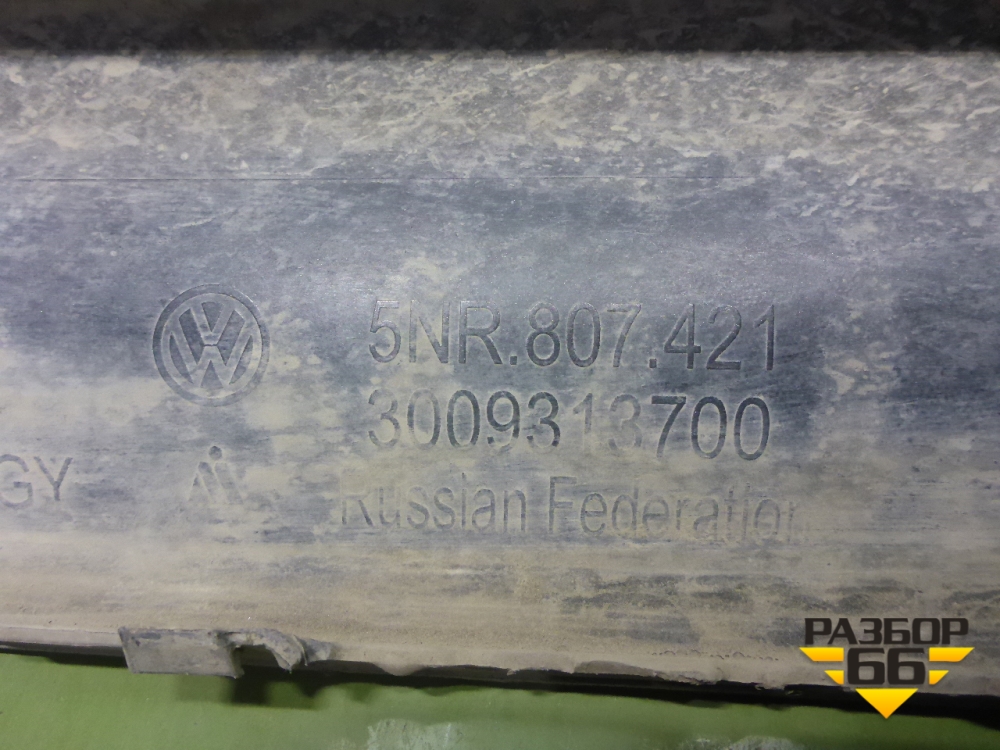 5NR.807.421
3009313700
GY
Russian Federation
РАЗБОР
66